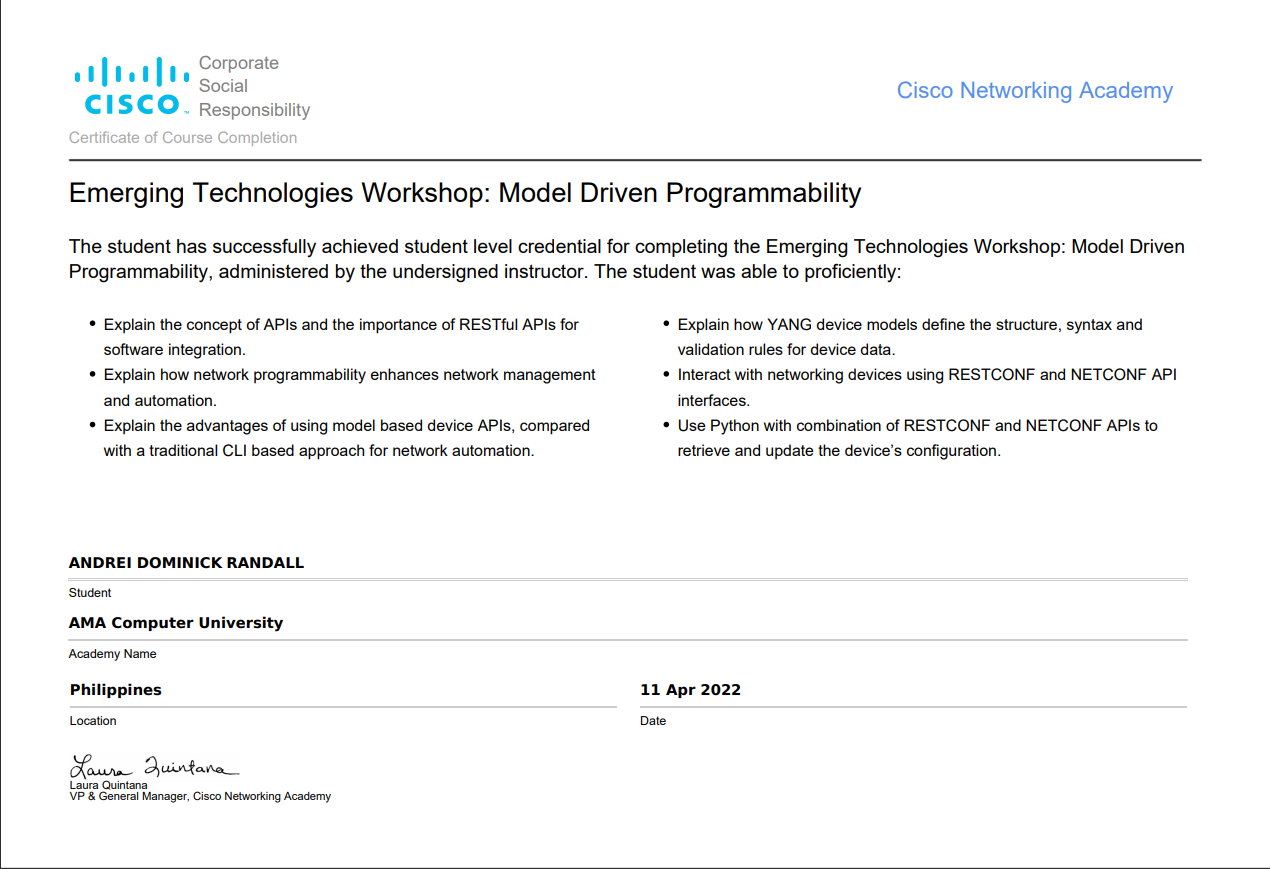 Corporate
Social
Responsibility
CISCO™
Cisco Networking Academy
Certificate of Course Completion
Emerging Technologies Workshop: Model Driven Programmability
The student has successfully achieved student level credential for completing the Emerging Technologies Workshop: Model Driven
Programmability, administered by the undersigned instructor. The student was able to proficiently:
• Explain the concept of APIs and the importance of RESTful APIs for
software integration.
• Explain how network programmability enhances network management
and automation.
• Explain the advantages of using model based device APIs, compared
with a traditional CLI based approach for network automation.
• Explain how YANG device models define the structure, syntax and
validation rules for device data.
• Interact with networking devices using RESTCONF and NETCONF API
interfaces.
• Use Python with combination of RESTCONF and NETCONF APIs to
retrieve and update the device’s configuration.
ANDREI DOMINICK RANDALL
Student
AMA Computer University
Academy Name
Philippines
Location
11 Apr 2022
Date
Laura Quintana
Laura Quintana
VP & General Manager, Cisco Networking Academy